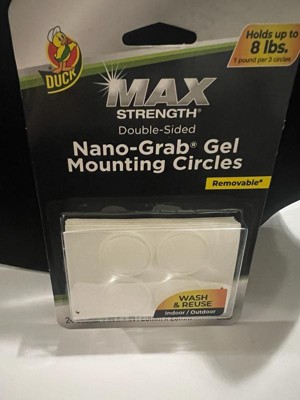 Holds up to
8 lbs.
1 pound per 3 circles
DUCK
MAX
STRENGTH®
Double-Sided
Nano-Grab® Gel
Mounting Circles
Removable*
WASH
& REUSE
Indoor / Outdoor